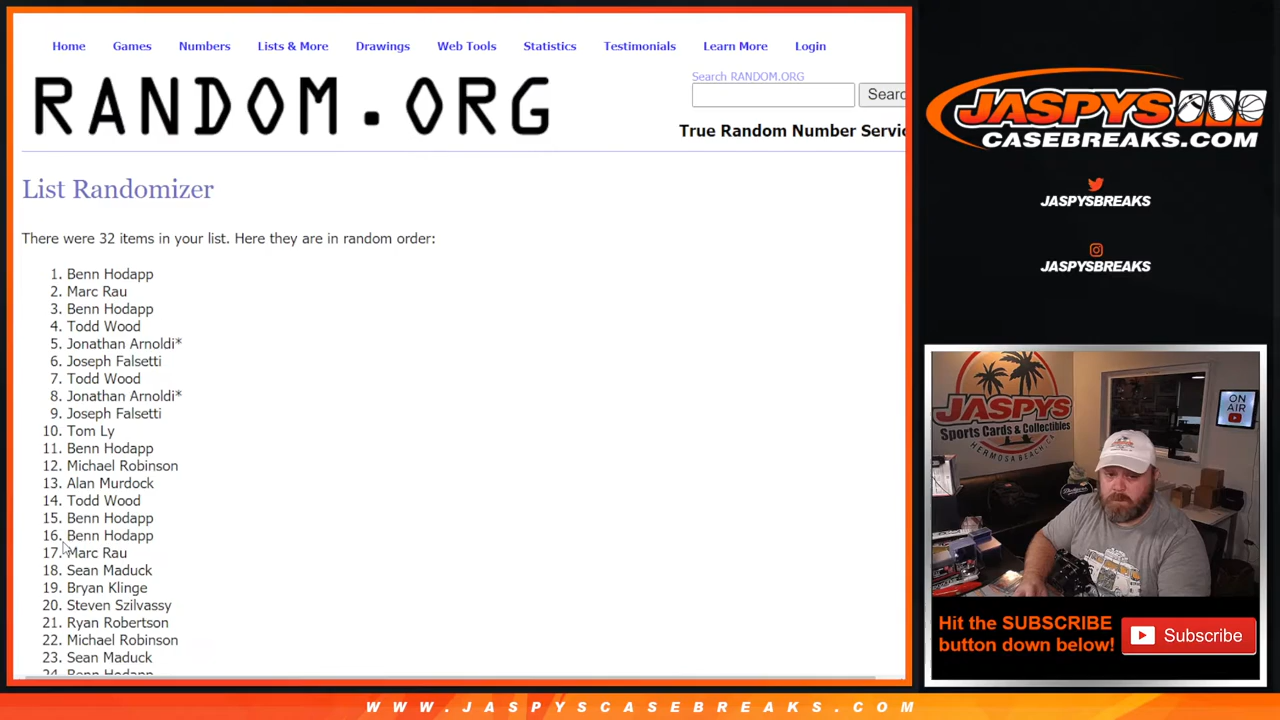 Home Games Numbers Lists & More Drawings Web Tools Statistics Testimonials Learn More Login
Search RANDOM.ORG
RANDOM.ORG
Searc
True Random Number Servic
List Randomizer
There were 32 items in your list. Here they are in random order:
1. Benn Hodapp
2. Marc Rau
3. Benn Hodapp
4. Todd Wood
5. Jonathan Arnoldi*
6. Joseph Falsetti
7. Todd Wood
8. Jonathan Arnoldi*
9. Joseph Falsetti
10. Tom Ly
11. Benn Hodapp
12. Michael Robinson
13. Alan Murdock
14. Todd Wood
15. Benn Hodapp
16. Benn Hodapp
17. Marc Rau
18. Sean Maduck
19. Bryan Klinge
20. Steven Szilvassy
21. Ryan Robertson
22. Michael Robinson
23. Sean Maduck
24. Benn Hodapp
JASPYS
CASEBREAKS.COM
JASPYSBREAKS
JASPYSBREAKS
JASPYS
Sports Cards & Collectibles
HERMOSA BEACH, CA
ON
AIR
Hit the SUBSCRIBE
button down below!
Subscribe
WWW.JASPYSCASEBREAKS.COM